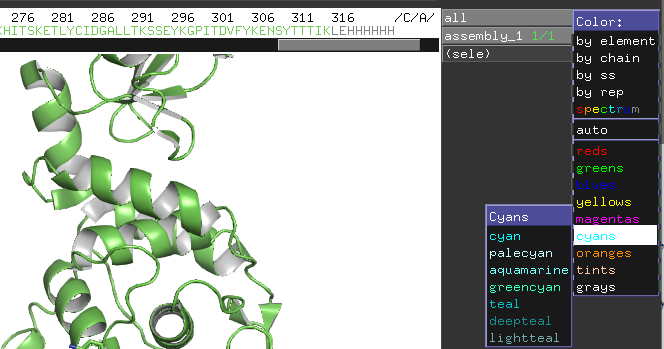 276 281 286 291 296 301 306 311 316 /C/A/
HITSKETLYCIDGALLTKSSEYKGPITDVFYKENSYTTTIKLEHHHHHH
all
assembly_1 1/1
(sele)
Color:
by element
by chain
by ss
by rep
auto
reds
greens
yellows
magentas
cyans
oranges
tints
grays
Cyans
cyan
palecyan
aquamarine
greencyan
teal
deepteal
lightteal